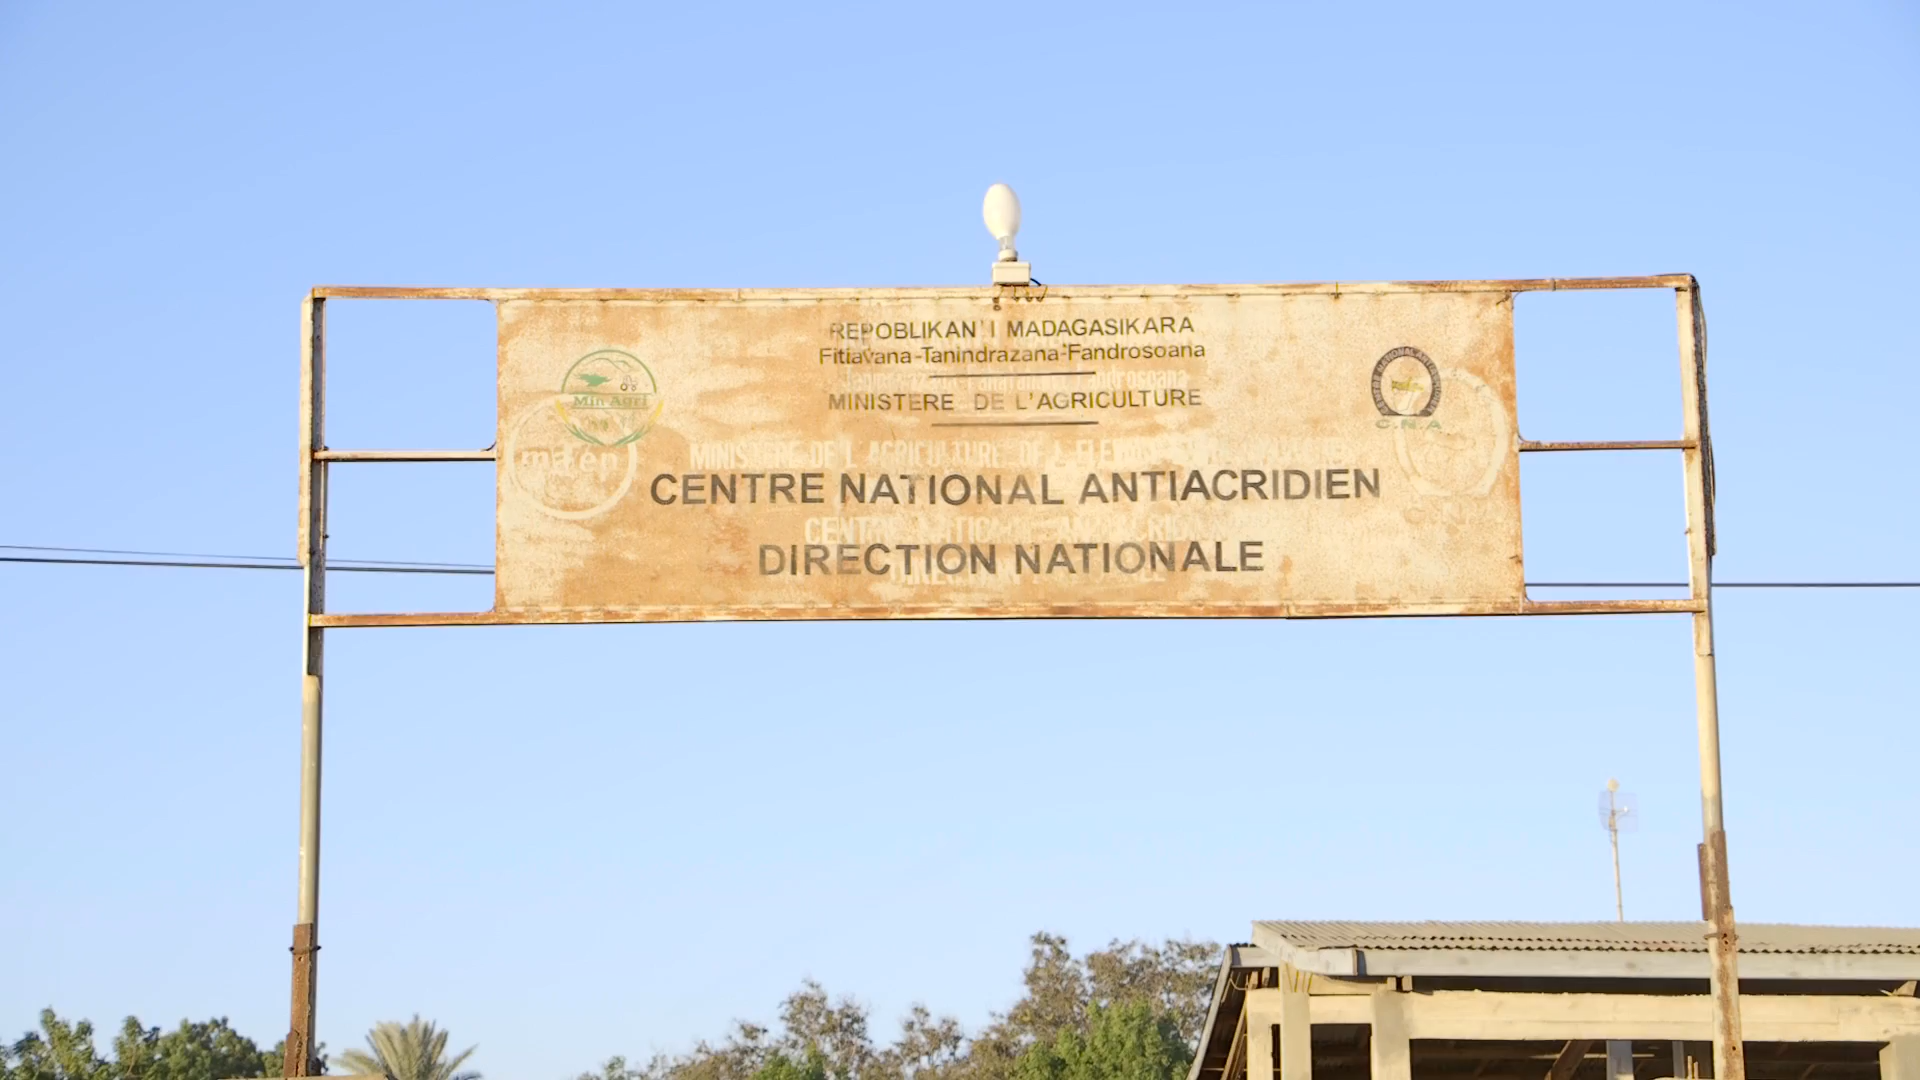 REPOBLIKAN'I MADAGASIKARA
Fitiavana-Tanindrazana-Fandrosoana
MINISTERE DE L'AGRICULTURE
Min Agri
C.N.A
CENTRE NATIONAL ANTIACRIDIEN
DIRECTION NATIONALE